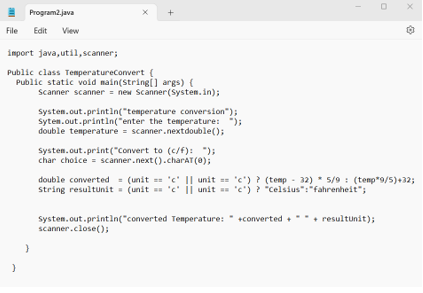 Program2.java
File Edit View
import java,util,scanner;
Public class TemperatureConvert {
Public static void main(String[] args) {
Scanner scanner = new Scanner(System.in);
System.out.println("temperature conversion");
Sytem.out.println("enter the temperature:  ");
double temperature = scanner.nextdouble();
System.out.print("Convert to (c/f):  ");
char choice = scanner.next().charAT(0);
double converted  = (unit == 'c' || unit == 'c') ? (temp - 32) * 5/9 : (temp*9/5)+32;
String resultUnit = (unit == 'c' || unit == 'c') ? "Celsius":"fahrenheit";
System.out.println("converted Temperature: " +converted + " " + resultUnit);
scanner.close();
}
}